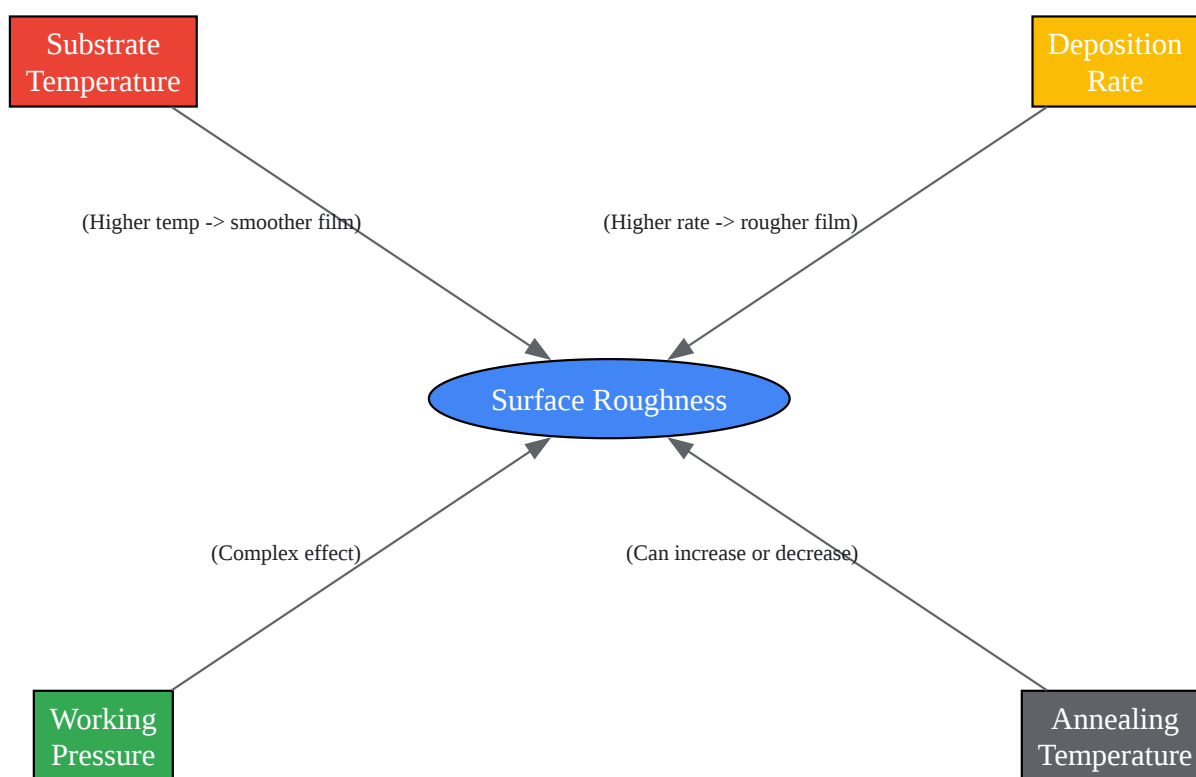 Substrate
Temperature
Deposition
Rate
(Higher temp -> smoother film)
(Higher rate -> rougher film)
Surface Roughness
(Complex effect)
(Can increase or decrease)
Working
Pressure
Annealing
Temperature